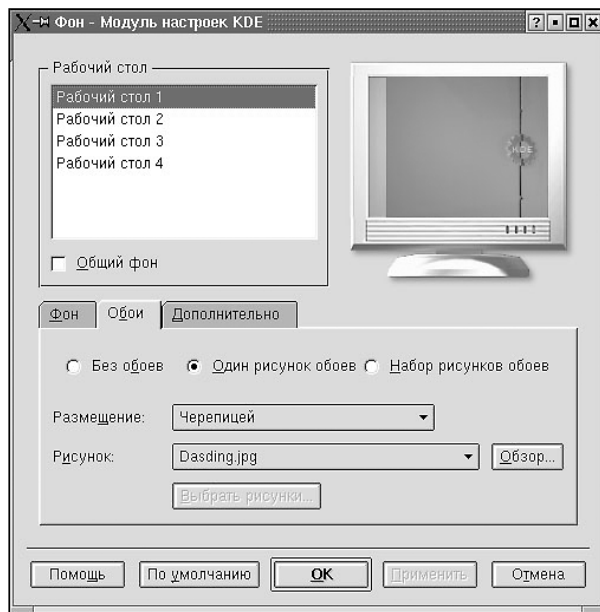 Фон - Модуль настроек KDE
Рабочий стол
Рабочий стол 1
Рабочий стол 2
Рабочий стол 3
Рабочий стол 4
Общий фон
KDE
Фон Обои Дополнительно
Без обоев Один рисунок обоев Набор рисунков обоев
Размещение: Черепицей
Рисунок: Dasding.jpg Обзор...
Выбрать рисунки...
Помощь По умолчанию OK Применить Отмена